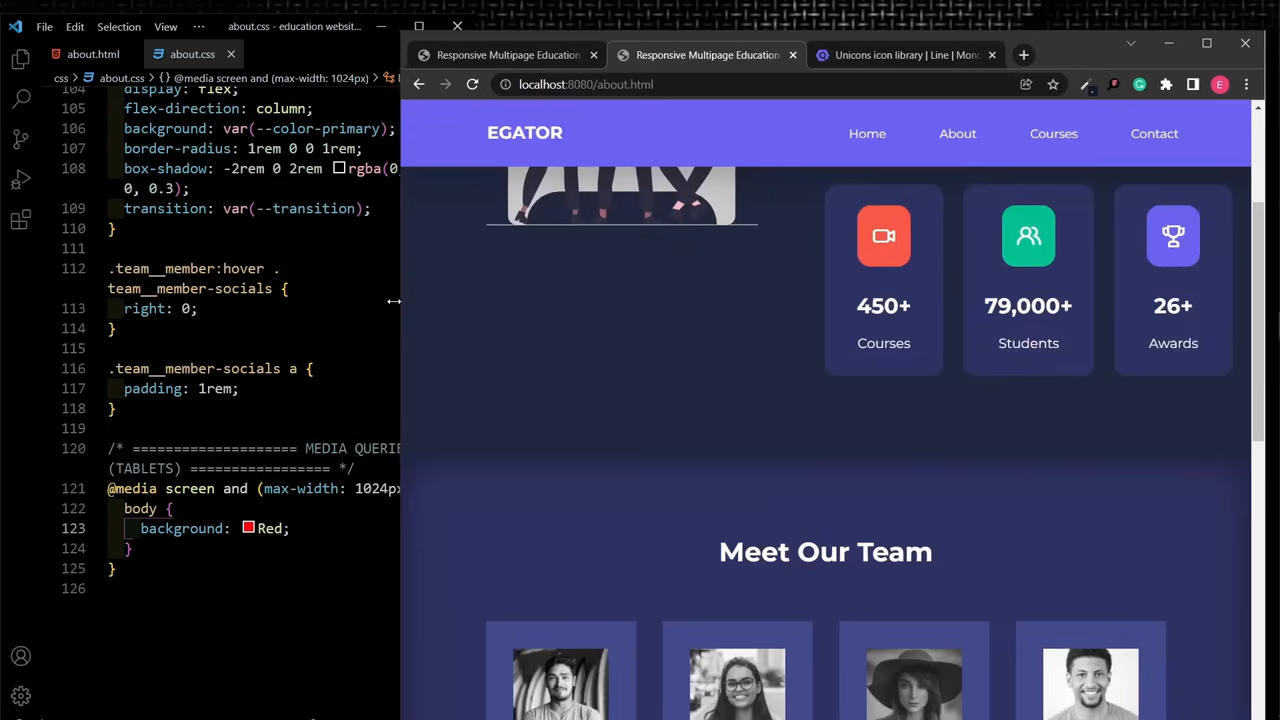 File Edit Selection View ··· about.css - education websit...
about.html about.css
css > about.css > {} @media screen and (max-width: 1024px) >
104 display: flex;
105 flex-direction: column;
106 background: var(--color-primary);
107 border-radius: 1rem 0 0 1rem;
108 box-shadow: -2rem 0 2rem rgba(0,
0, 0.3);
109 transition: var(--transition);
110 }
111
112 .team__member:hover .
team__member-socials {
113 right: 0;
114 }
115
116 .team__member-socials a {
117 padding: 1rem;
118 }
119
120 /* ==================== MEDIA QUERIE
(TABLETS) ================= */
121 @media screen and (max-width: 1024px
122 body {
123 background: Red;
124 }
125 }
126
Responsive Multipage Education Responsive Multipage Education Unicons icon library | Line | Mono
localhost:8080/about.html
E
EGATOR Home About Courses Contact
450+ 79,000+ 26+
Courses Students Awards
Meet Our Team